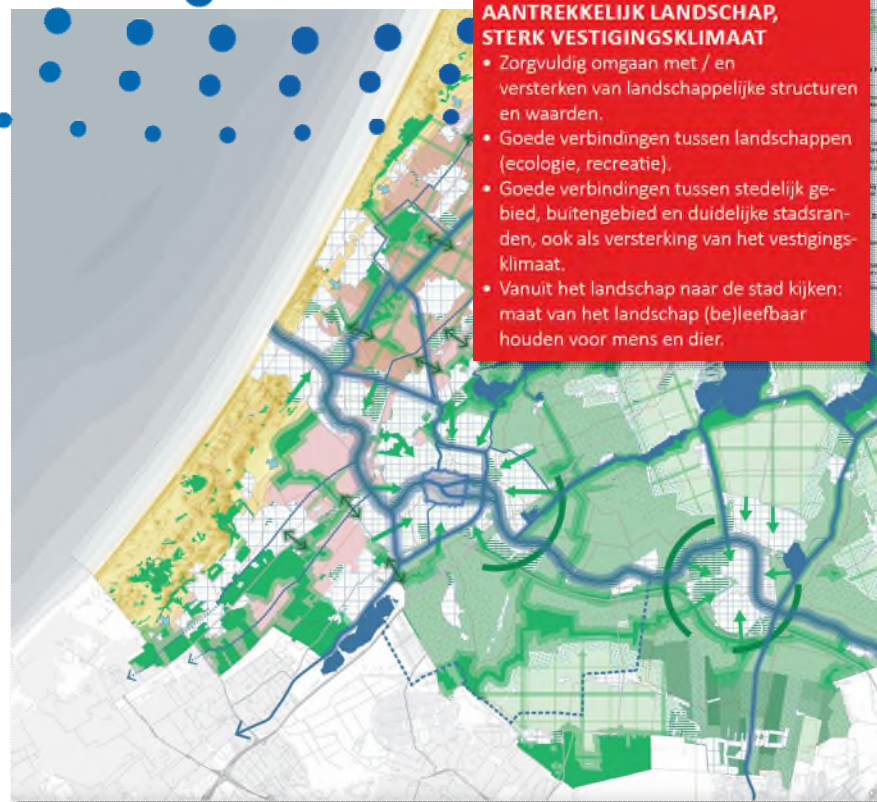 AANTREKKELIJK LANDSCHAP,
STERK VESTIGINGSKLIMAAT
• Zorgvuldig omgaan met / en
versterken van landschappelijke structuren
en waarden.
• Goede verbindingen tussen landschappen
(ecologie, recreatie).
• Goede verbindingen tussen stedelijk ge-
bied, buitengebied en duidelijke stadsran-
den, ook als versterking van het vestigings-
klimaat.
• Vanuit het landschap naar de stad kijken:
maat van het landschap (be)leefbaar
houden voor mens en dier.